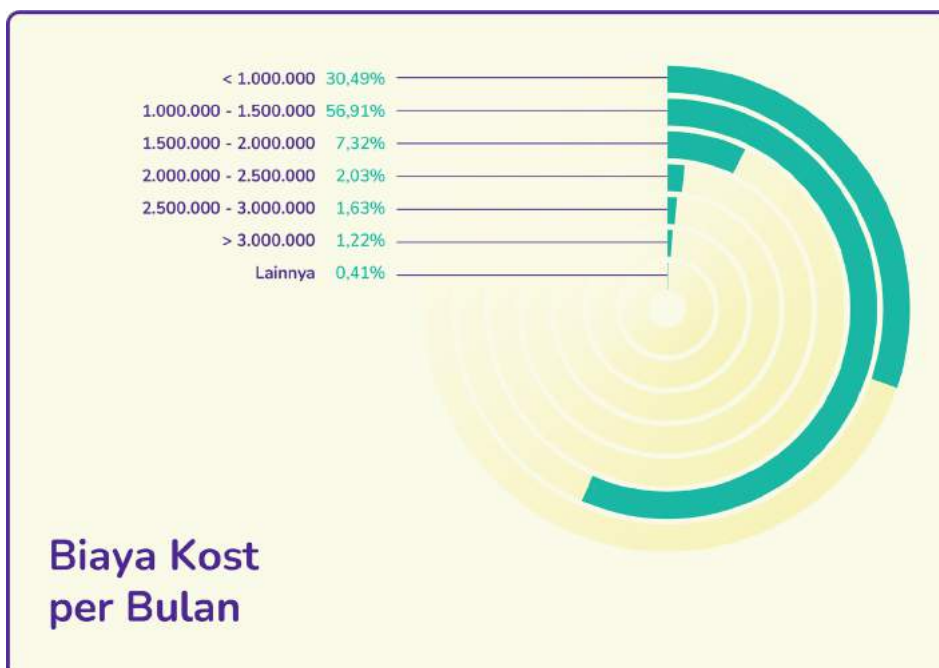 < 1.000.000 30,49%
1.000.000 - 1.500.000 56,91%
1.500.000 - 2.000.000 7,32%
2.000.000 - 2.500.000 2,03%
2.500.000 - 3.000.000 1,63%
> 3.000.000 1,22%
Lainnya 0,41%
Biaya Kost
per Bulan